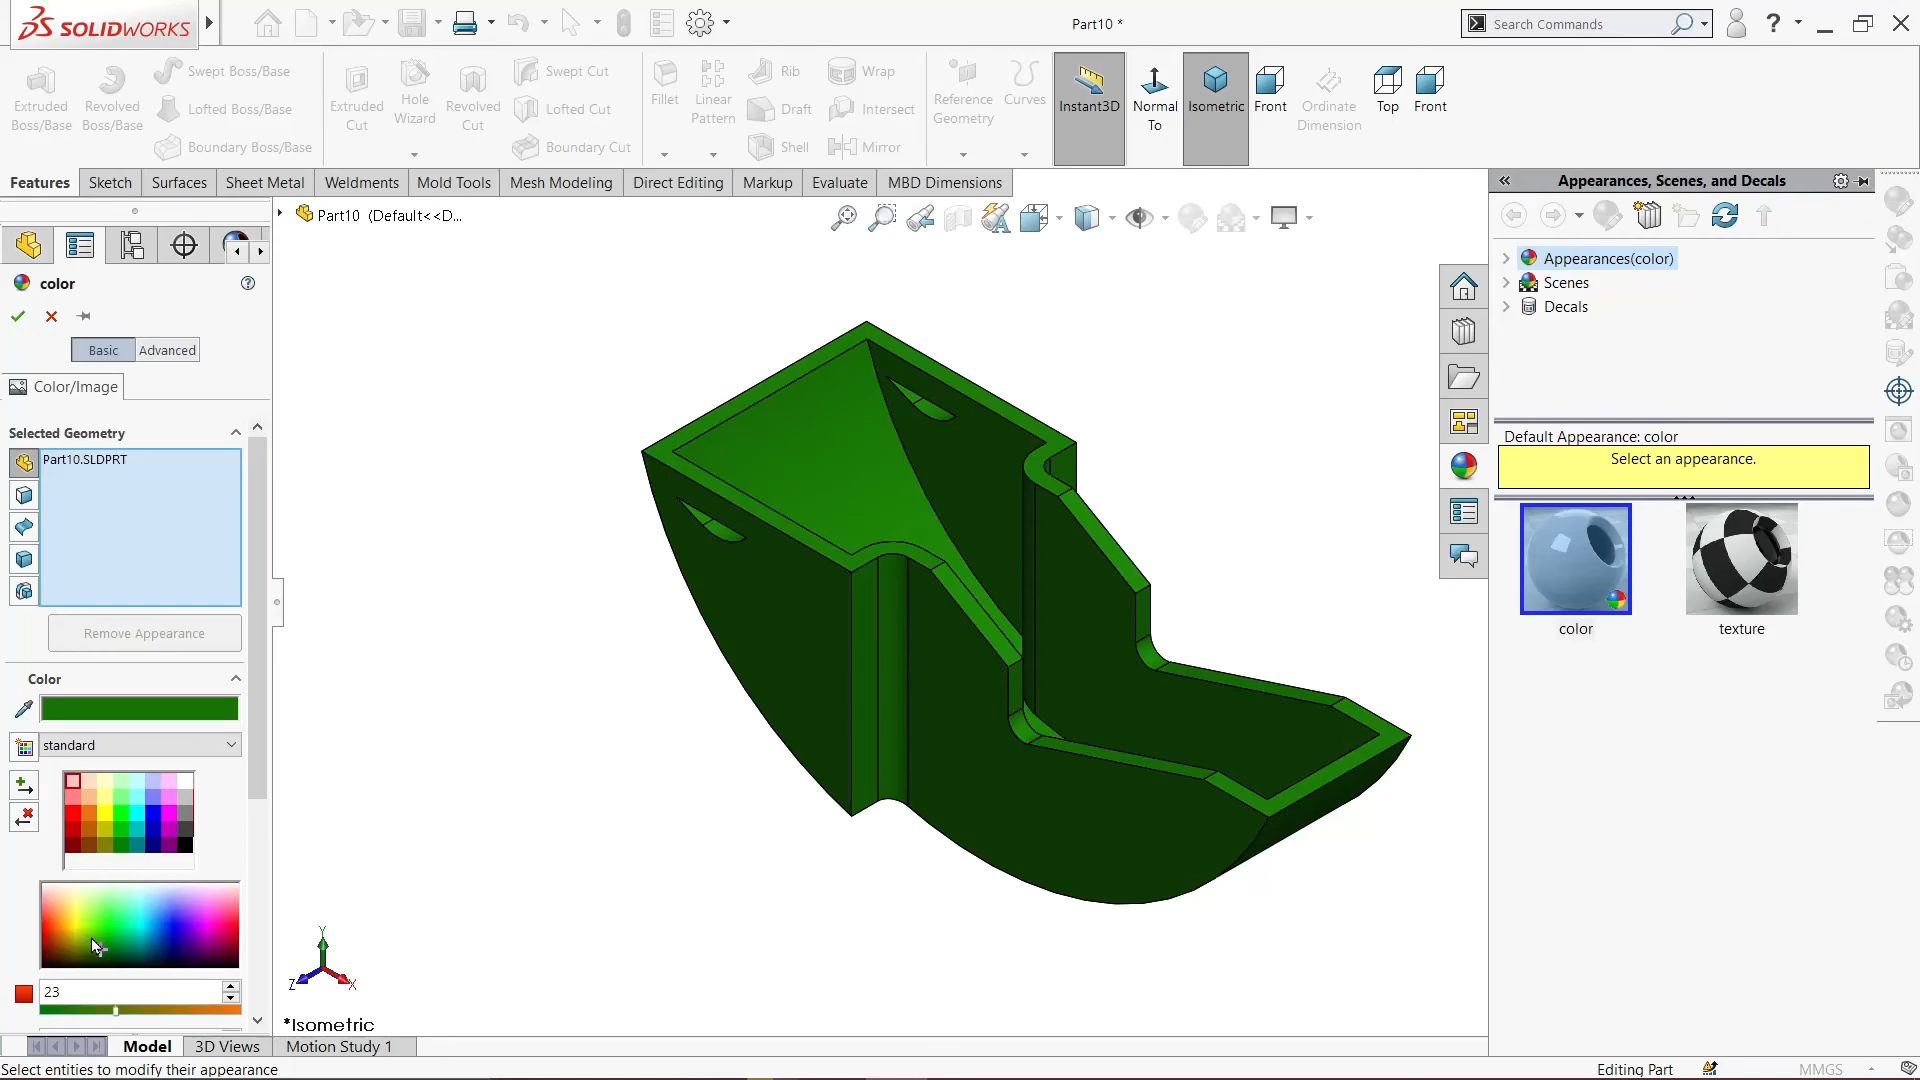 SOLIDWORKS
Part10 *
Search Commands
Extruded Boss/Base
Revolved Boss/Base
Swept Boss/Base
Lofted Boss/Base
Boundary Boss/Base
Extruded Cut
Hole Wizard
Revolved Cut
Swept Cut
Lofted Cut
Boundary Cut
Fillet
Linear Pattern
Rib
Draft
Shell
Wrap
Intersect
Mirror
Reference Geometry
Curves
Instant3D
Normal To
Isometric
Front
Ordinate Dimension
Top
Front
Features
Sketch
Surfaces
Sheet Metal
Weldments
Mold Tools
Mesh Modeling
Direct Editing
Markup
Evaluate
MBD Dimensions
Part10 (Default<<D...
color
Basic
Advanced
Color/Image
Selected Geometry
Part10.SLDPRT
Remove Appearance
Color
standard
23
Y
Z
X
*Isometric
Appearances, Scenes, and Decals
Appearances(color)
Scenes
Decals
Default Appearance: color
Select an appearance.
color
texture
Model
3D Views
Motion Study 1
Select entities to modify their appearance
Editing Part
MMGS